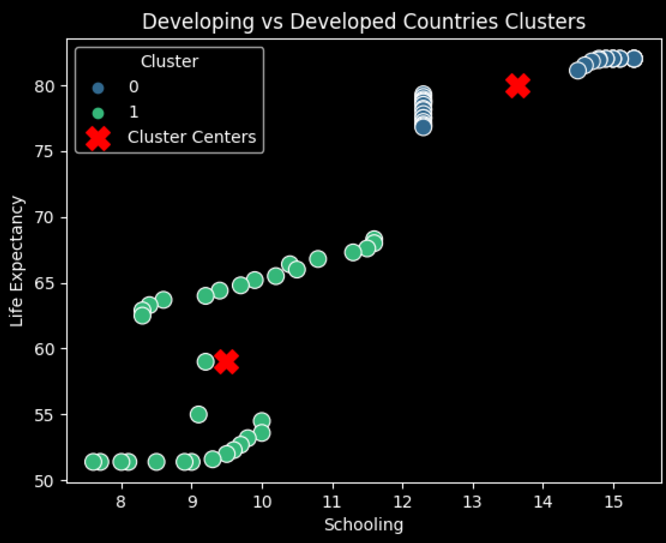 Developing vs Developed Countries Clusters
Cluster
0
1
Cluster Centers
Life Expectancy
80
75
70
65
60
55
50
8 9 10 11 12 13 14 15
Schooling